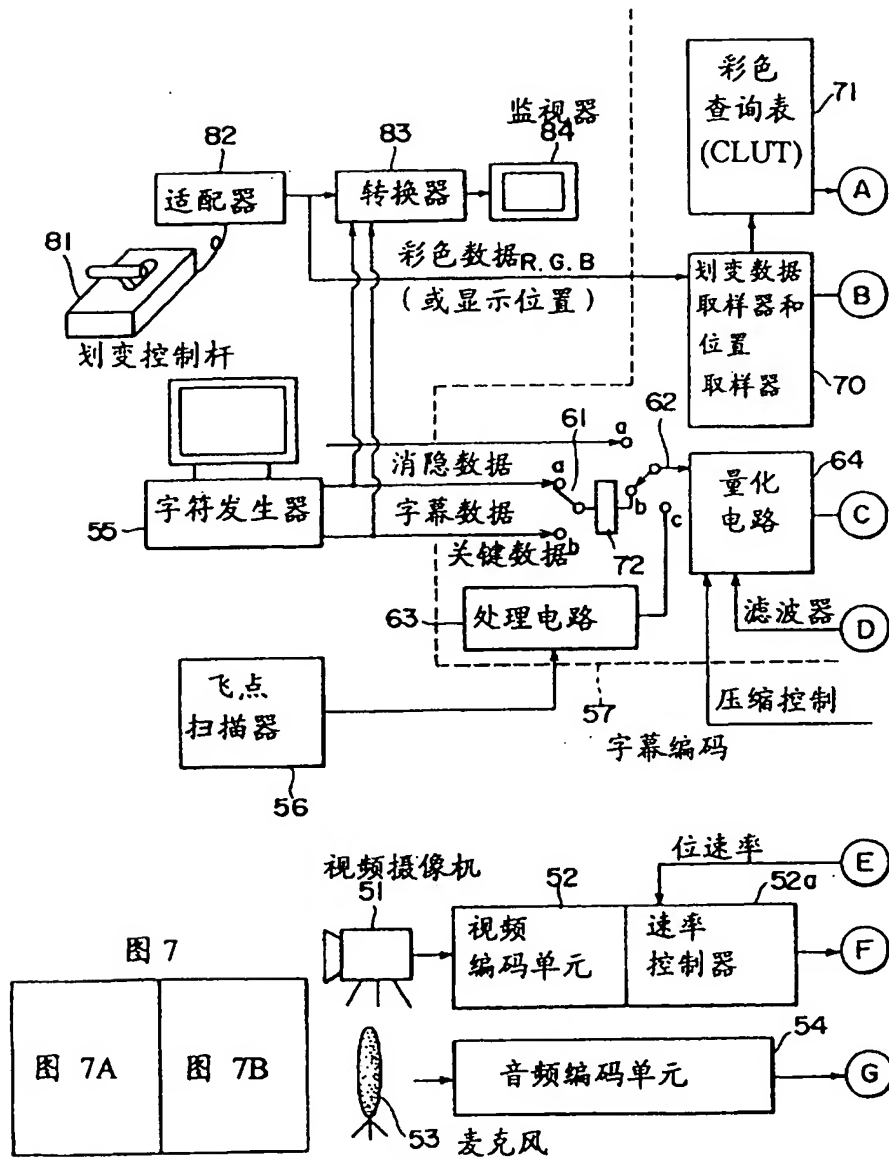 彩色
查询表
(CLUT)
71
A
监视器
82
83
84
适配器
转换器
81
彩色数据R.G.B
(或显示位置)
划变控制杆
划变数据
取样器和
位置
取样器
B
70
61
a
62
消隐数据
a
64
字符发生器
55
字幕数据
b
c
量化
电路
C
关键数据
b
72
63
处理电路
滤波器
D
飞点
扫描器
57
压缩控制
字幕编码
56
位速率
E
视频摄像机
51
52
52a
视频
编码单元
速率
控制器
F
图 7
图 7A
图 7B
54
音频编码单元
G
53
麦克风